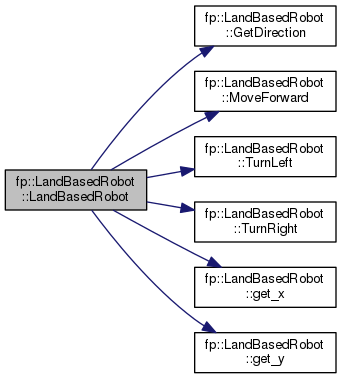 fp::LandBasedRobot
::GetDirection
fp::LandBasedRobot
::MoveForward
fp::LandBasedRobot
::TurnLeft
fp::LandBasedRobot
::LandBasedRobot
fp::LandBasedRobot
::TurnRight
fp::LandBasedRobot
::get_x
fp::LandBasedRobot
::get_y